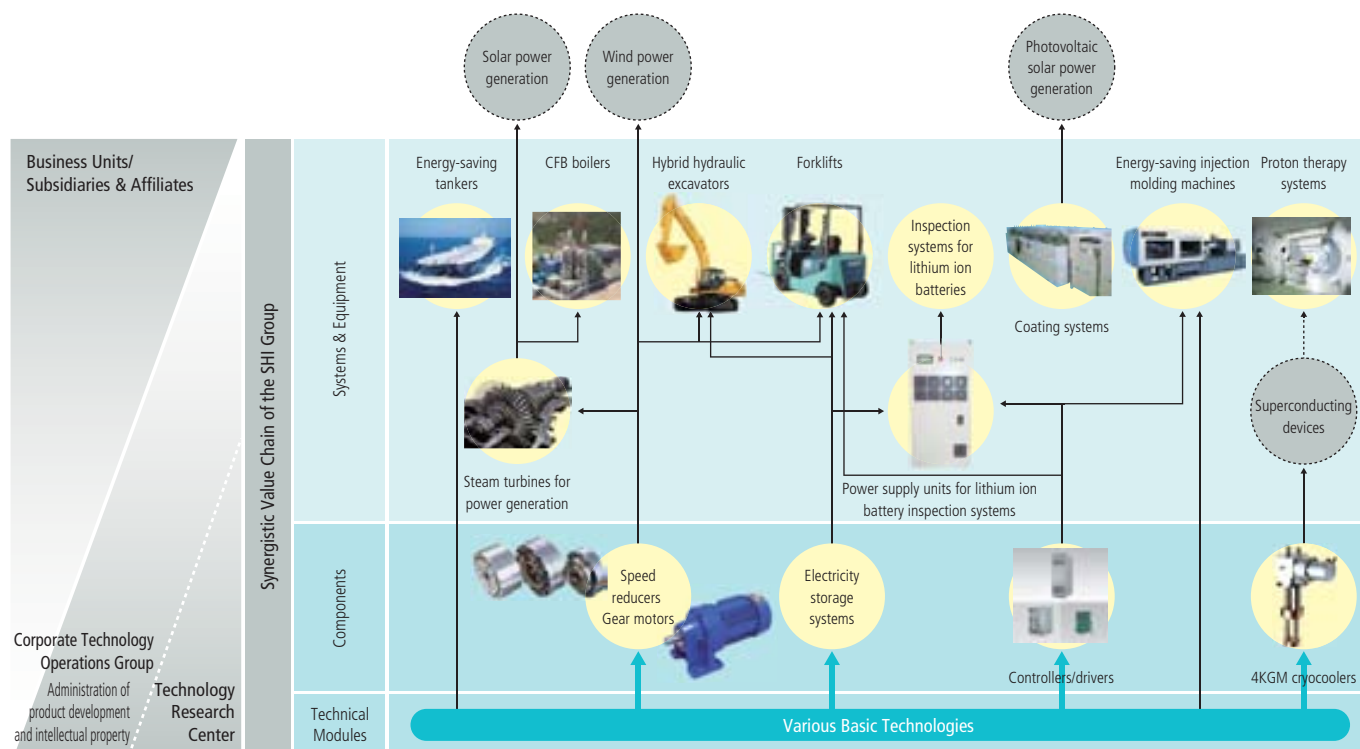 Solar power
generation
Wind power
generation
Photovoltaic
solar power
generation
Business Units/
Subsidiaries & Affiliates
Corporate Technology
Operations Group
Administration of
product development
and intellectual property
Technology
Research
Center
Synergistic Value Chain of the SHI Group
Systems & Equipment
Energy-saving
tankers
CFB boilers
Hybrid hydraulic
excavators
Forklifts
Inspection
systems for
lithium ion
batteries
Coating systems
Energy-saving injection
molding machines
Proton therapy
systems
Steam turbines for
power generation
Power supply units for lithium ion
battery inspection systems
Superconducting
devices
Components
Speed
reducers
Gear motors
Electricity
storage
systems
Controllers/drivers
4KGM cryocoolers
Technical
Modules
Various Basic Technologies